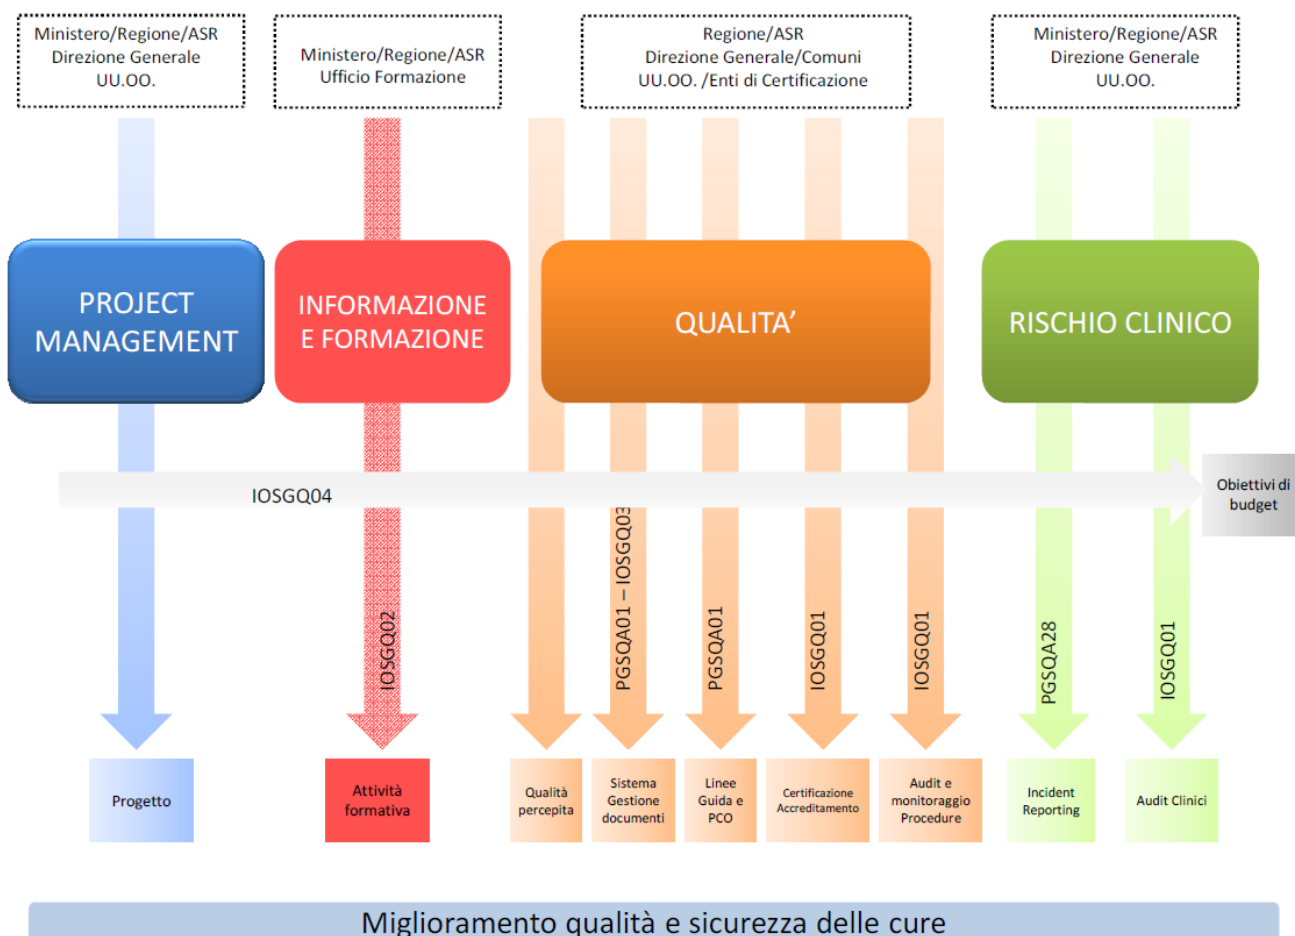 Ministero/Regione/ASR
Direzione Generale
UU.OO.
Ministero/Regione/ASR
Ufficio Formazione
Regione/ASR
Direzione Generale/Comuni
UU.OO. /Enti di Certificazione
Ministero/Regione/ASR
Direzione Generale
UU.OO.
PROJECT
MANAGEMENT
INFORMAZIONE
E FORMAZIONE
QUALITA’
RISCHIO CLINICO
IOSGQ04
Obiettivi di
budget
IOSGQ02
PGSQA01 – IOSGQ03
PGSQA01
IOSGQ01
IOSGQ01
PGSQA28
IOSGQ01
Progetto
Attività
formativa
Qualità
percepita
Sistema
Gestione
documenti
Linee
Guida e
PCO
Certificazione
Accreditamento
Audit e
monitoraggio
Procedure
Incident
Reporting
Audit Clinici
Miglioramento qualità e sicurezza delle cure